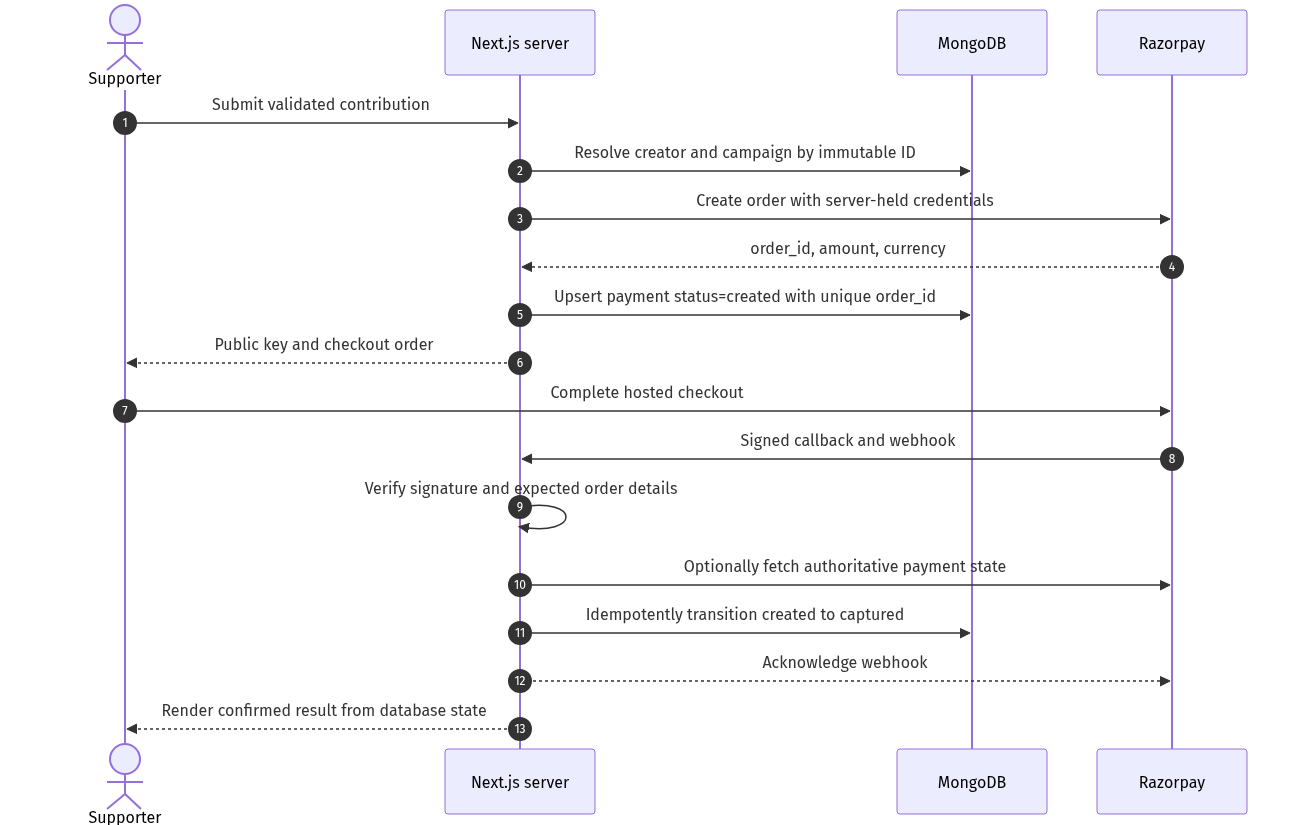 Supporter
Next.js server
MongoDB
Razorpay
Submit validated contribution
1
Resolve creator and campaign by immutable ID
2
Create order with server-held credentials
3
order_id, amount, currency
4
Upsert payment status=created with unique order_id
5
Public key and checkout order
6
Complete hosted checkout
7
Signed callback and webhook
8
Verify signature and expected order details
9
Optionally fetch authoritative payment state
10
Idempotently transition created to captured
11
Acknowledge webhook
12
Render confirmed result from database state
13
Next.js server
MongoDB
Razorpay
Supporter